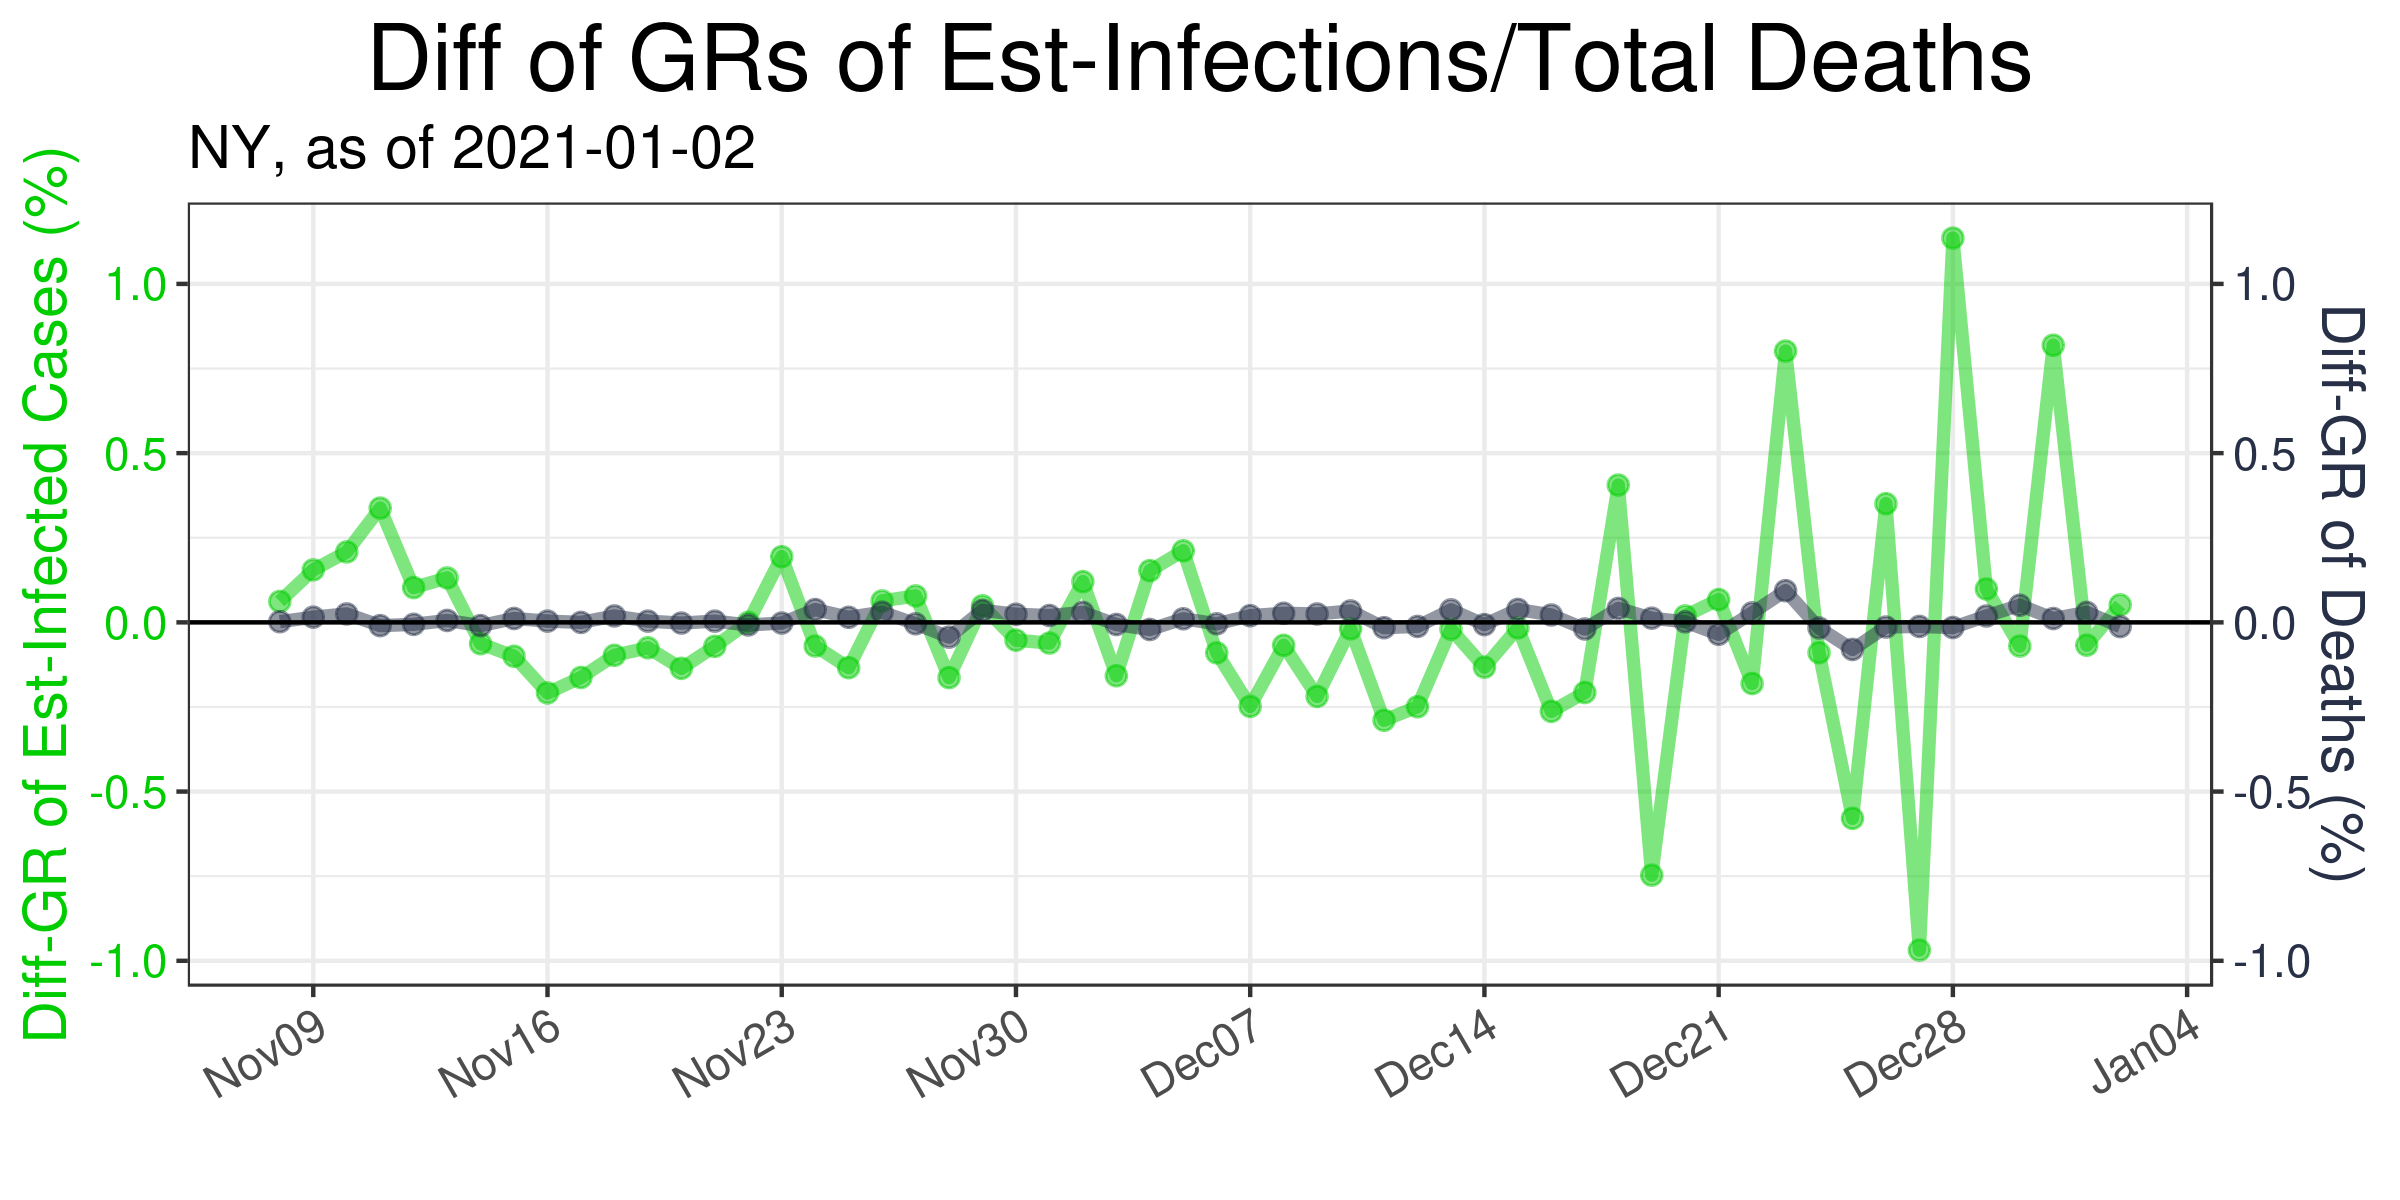 Diff of GRs of Est-Infections/Total Deaths
NY, as of 2021-01-02
Diff-GR of Est-Infected Cases (%)
1.0
0.5
0.0
-0.5
-1.0
1.0
0.5
0.0
-0.5
-1.0
Diff-GR of Deaths (%)
Nov09 Nov16 Nov23 Nov30 Dec07 Dec14 Dec21 Dec28 Jan04